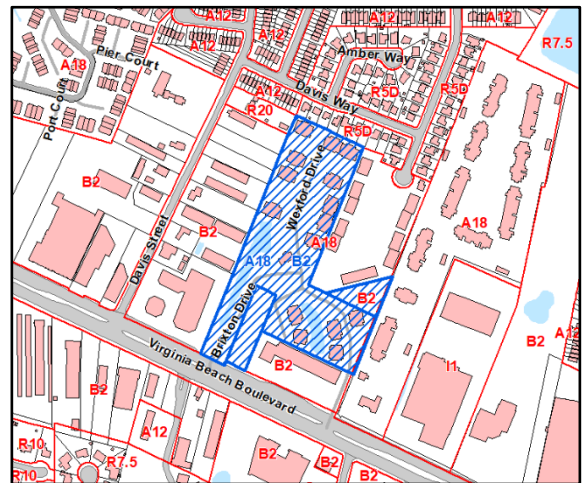 A12
A12
R7.5
Pier Court
A12
A12
Amber Way
A18
R5D
Port Court
A12
Davis Way
R5D
R20
R5D
B2
Wexford Drive
A18
Davis Street
B2
A18
A18
B2
B2
B2
Brixton Drive
A12
Virginia Beach Boulevard
B2
I1
B2
A12
R10
R7.5
B2
B2
B2
R10